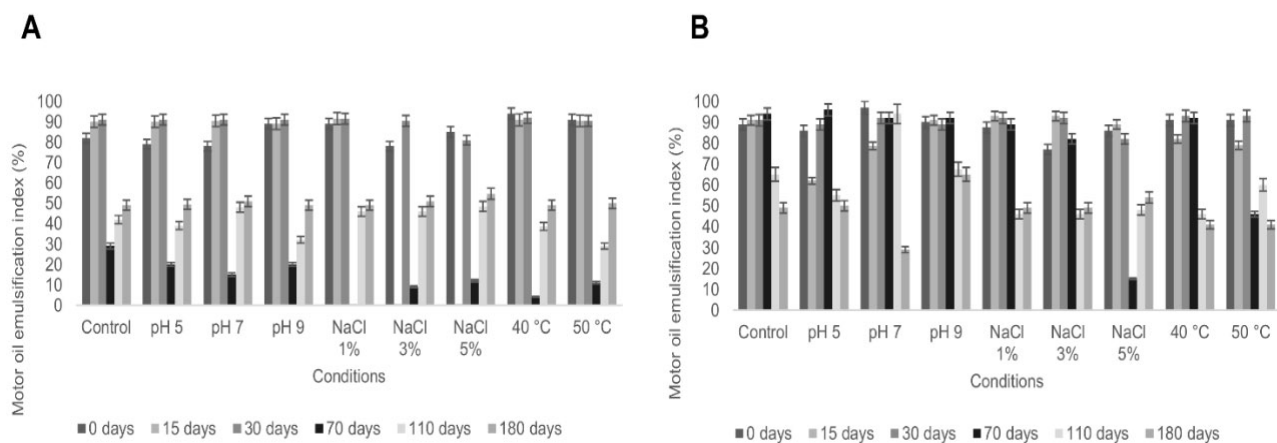 A
Motor oil emulsification index (%)
100
90
80
70
60
50
40
30
20
10
0
Control pH 5 pH 7 pH 9 NaCl NaCl NaCl 40 °C 50 °C
1% 3% 5%
Conditions
0 days 15 days 30 days 70 days 110 days 180 days
B
Motor oil emulsification index (%)
100
90
80
70
60
50
40
30
20
10
0
Control pH 5 pH 7 pH 9 NaCl NaCl NaCl 40 °C 50 °C
1% 3% 5%
Conditions
0 days 15 days 30 days 70 days 110 days 180 days